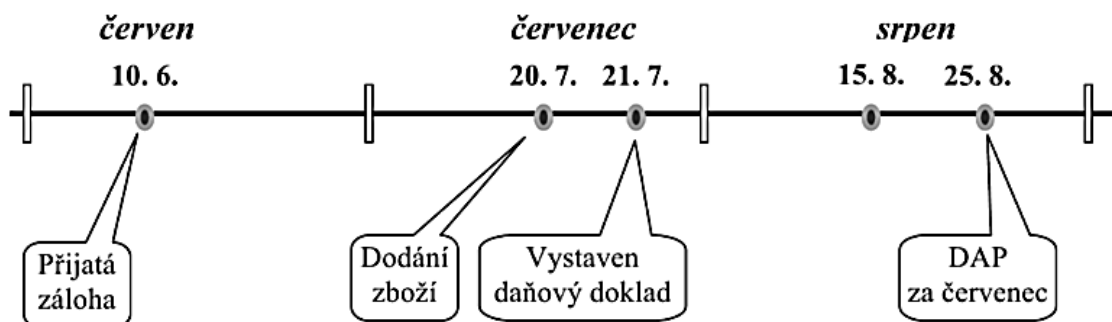 červen červenec srpen
10. 6. 20. 7. 21. 7. 15. 8. 25. 8.
Přijatá
záloha
Dodání
zboží
Vystaven
daňový doklad
DAP
za červenec